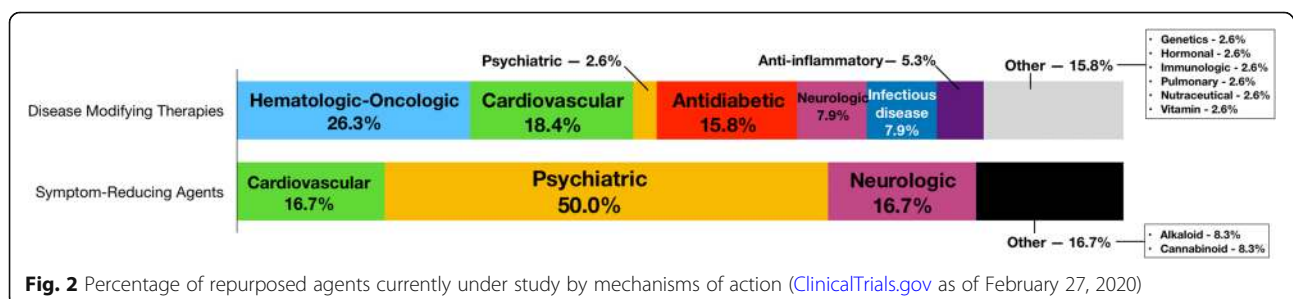 Psychiatric — 2.6%
Anti-inflammatory— 5.3%
Other — 15.8%
• Genetics - 2.6%
• Hormonal - 2.6%
• Immunologic - 2.6%
• Pulmonary - 2.6%
• Nutraceutical - 2.6%
• Vitamin - 2.6%
Disease Modifying Therapies
Hematologic-Oncologic
26.3%
Cardiovascular
18.4%
Antidiabetic
15.8%
Neurologic
7.9%
Infectious
disease
7.9%
Symptom-Reducing Agents
Cardiovascular
16.7%
Psychiatric
50.0%
Neurologic
16.7%
Other — 16.7%
• Alkaloid - 8.3%
• Cannabinoid - 8.3%
Fig. 2 Percentage of repurposed agents currently under study by mechanisms of action (ClinicalTrials.gov as of February 27, 2020)